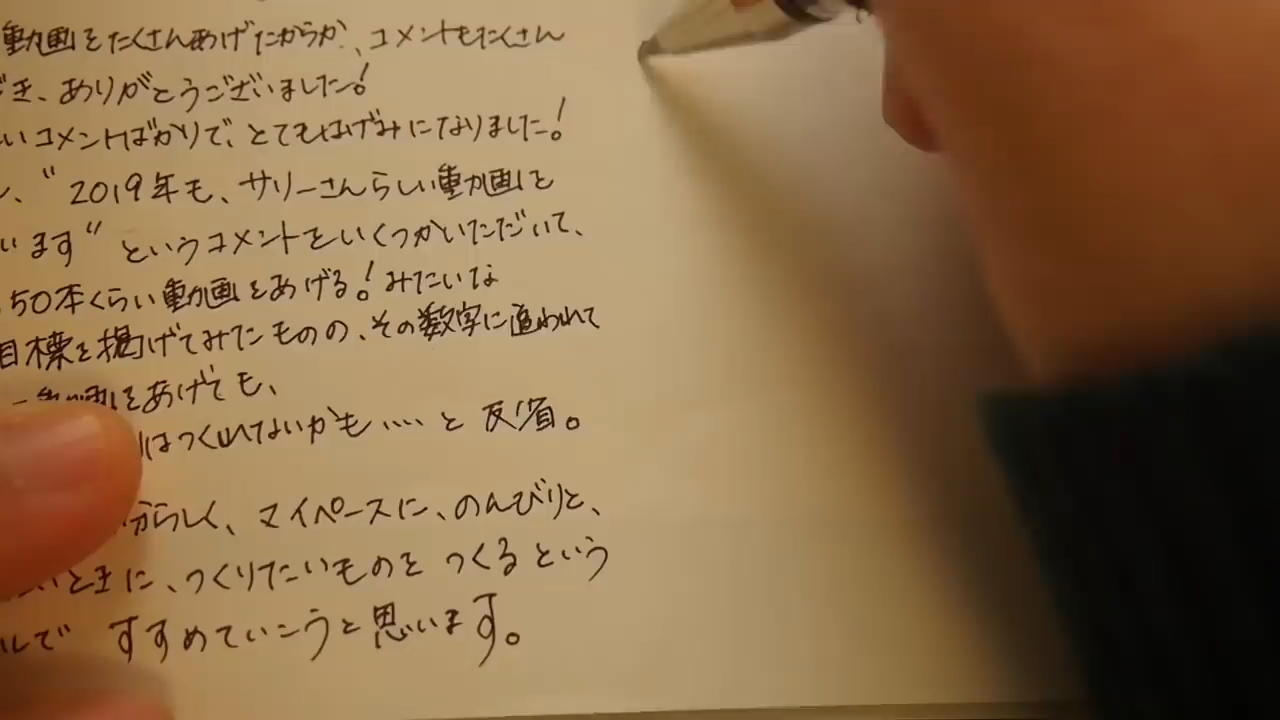 動画をたくさんあげたからか、コメントもたくさん
き、ありがとうございました!
いコメントばかりで、とてもはげみになりました!
、“2019年も、サリーさんらしい動画を
います“というコメントをいくつかいただいて、
50本くらい動画をあげる!みたいな
目標を掲げてみたものの、その数字に追われて
をあげても、
はつくれてないかも‥‥と反省。
分らしく、マイペースに、のんびりと、
ときに、つくりたいものをつくるという
ルで すすめていこうと思います。